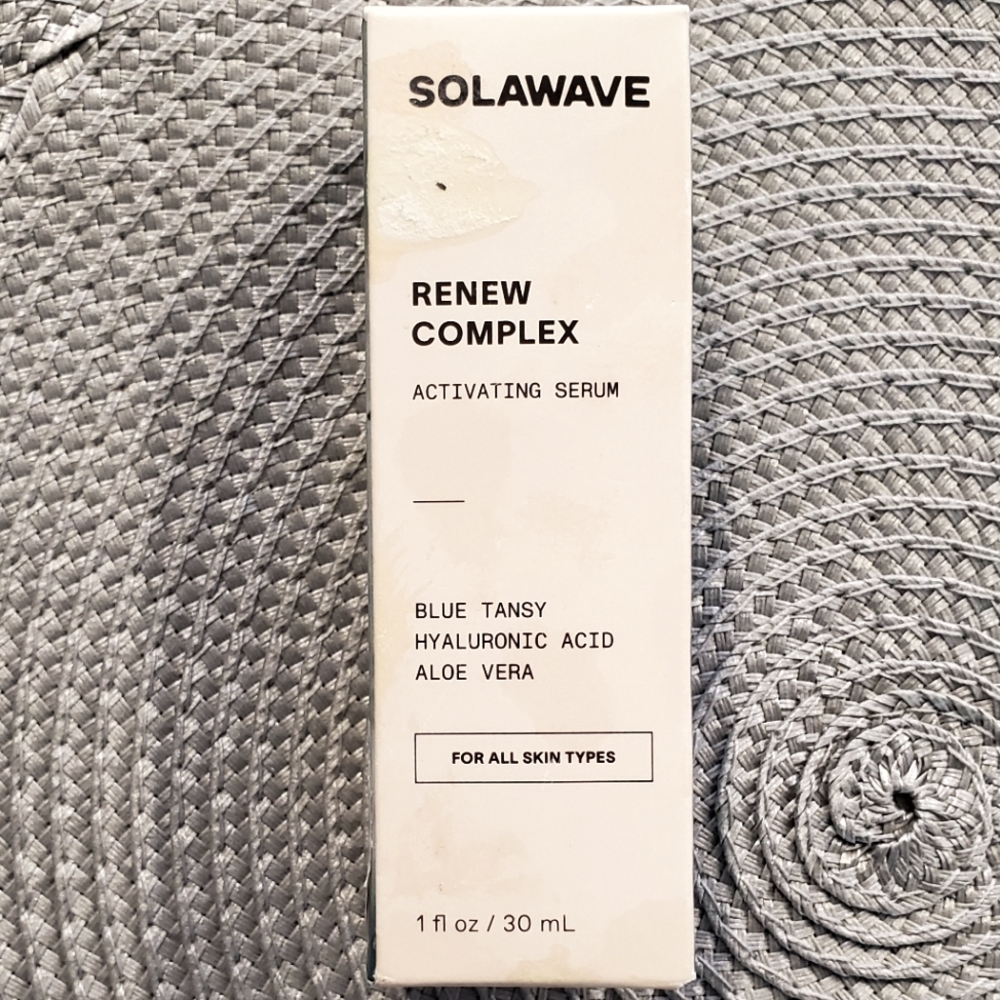 SOLAWAVE
RENEW
COMPLEX
ACTIVATING SERUM
BLUE TANSY
HYALURONIC ACID
ALOE VERA
FOR ALL SKIN TYPES
1 fl oz / 30 mL